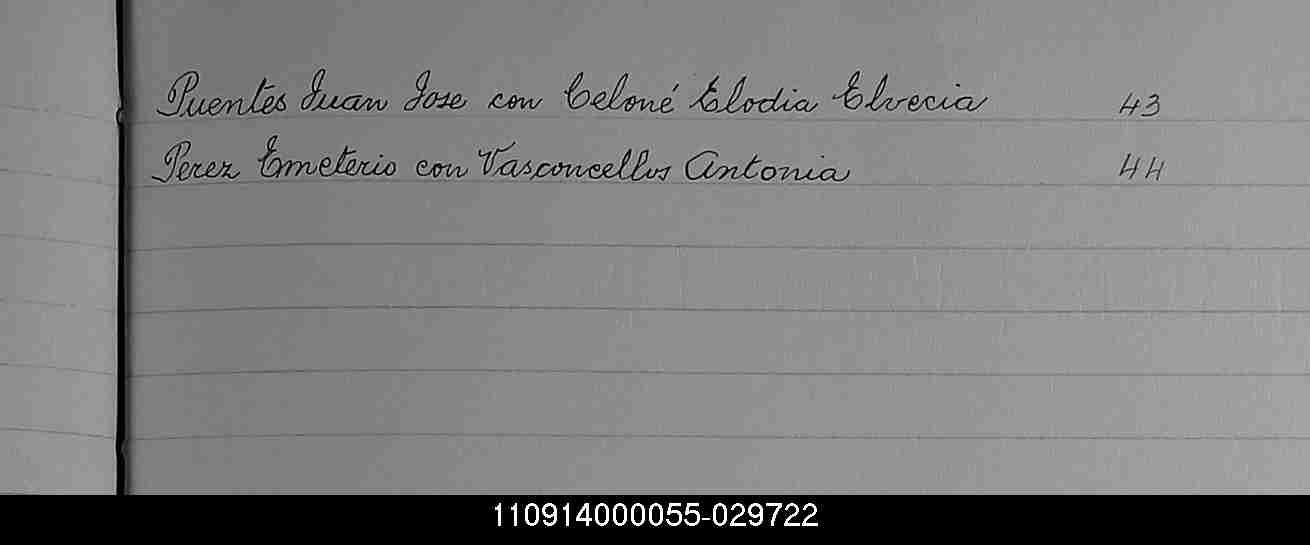 Puentes Juan Jose con Celoné Elodia Elvecia 43
Perez Emeterio con Vasconcellos Antonia 44
110914000055-029722